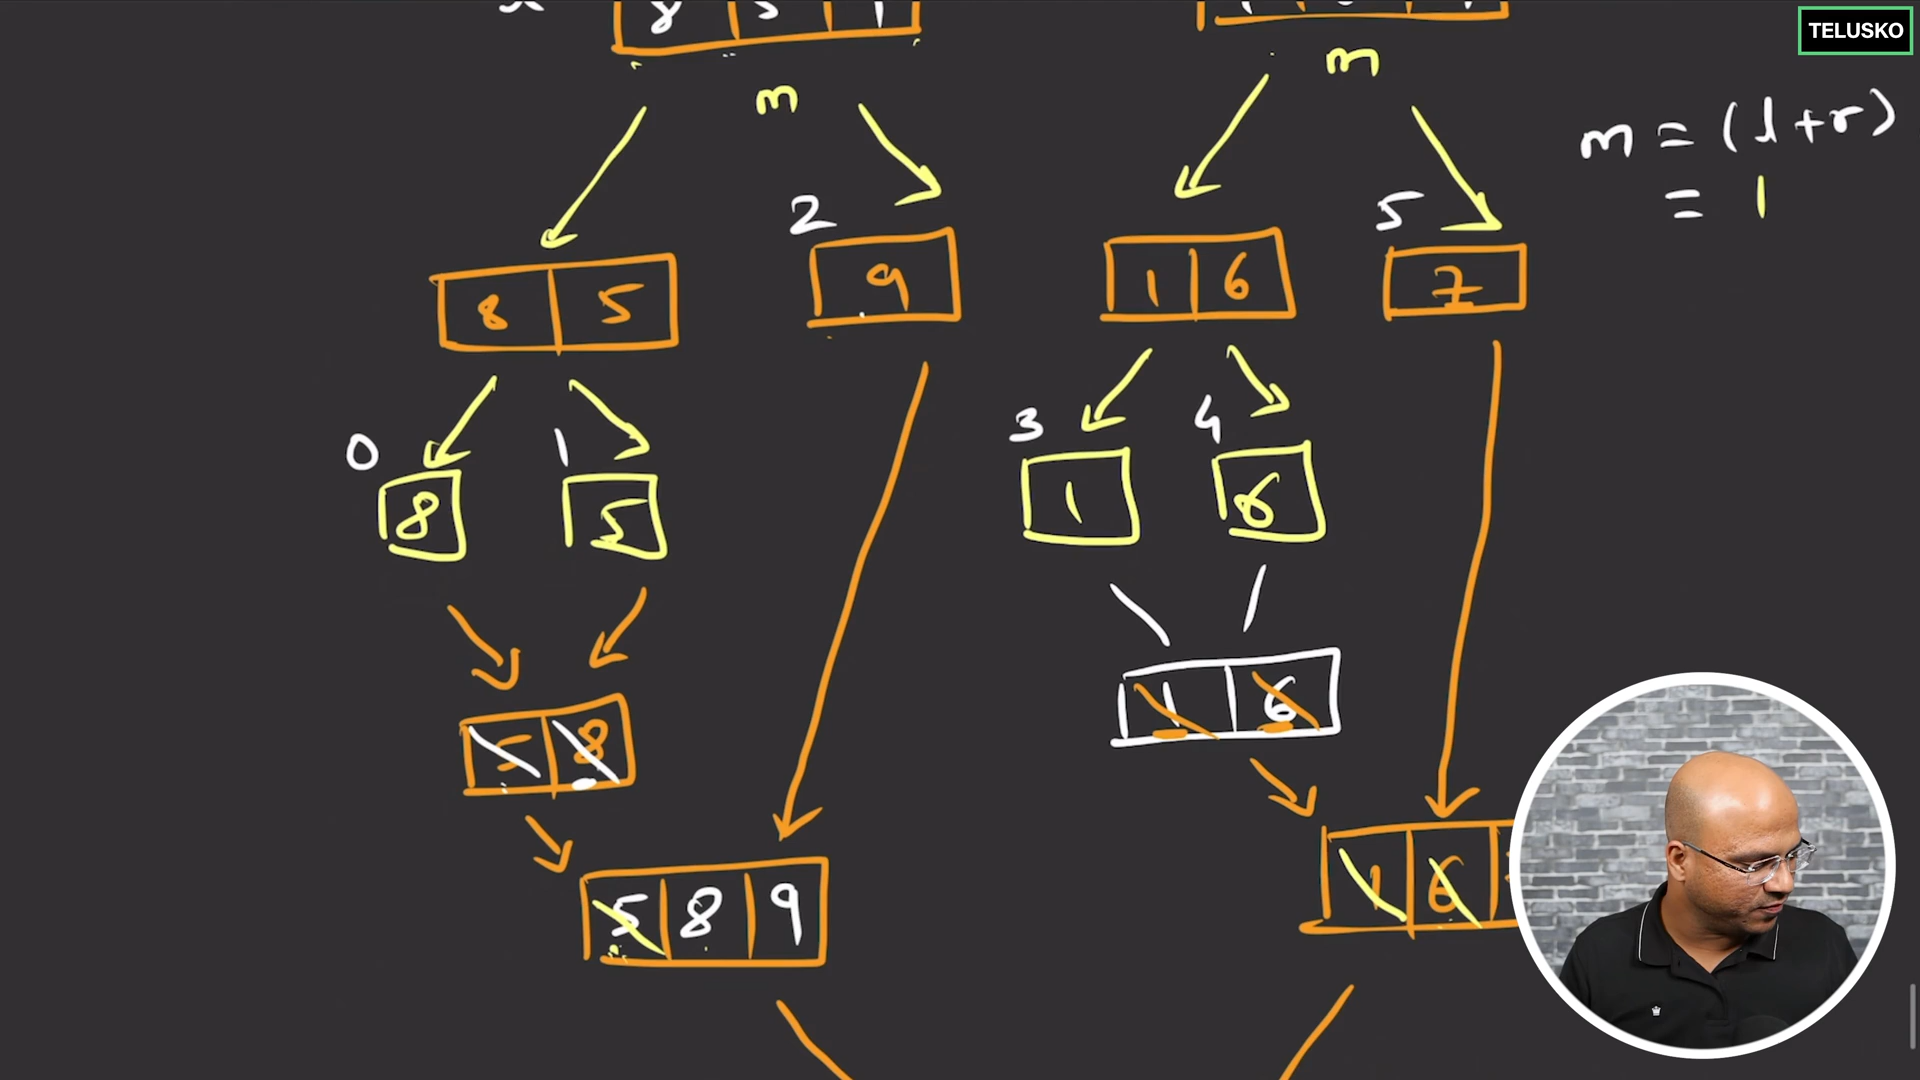 TELUSKO
m m
m = (l+r)
= 1
2 5
8 5 9 1 6 7
0 1 3 4
8 5 1 6
1 6
5 8
1 6
5 8 9